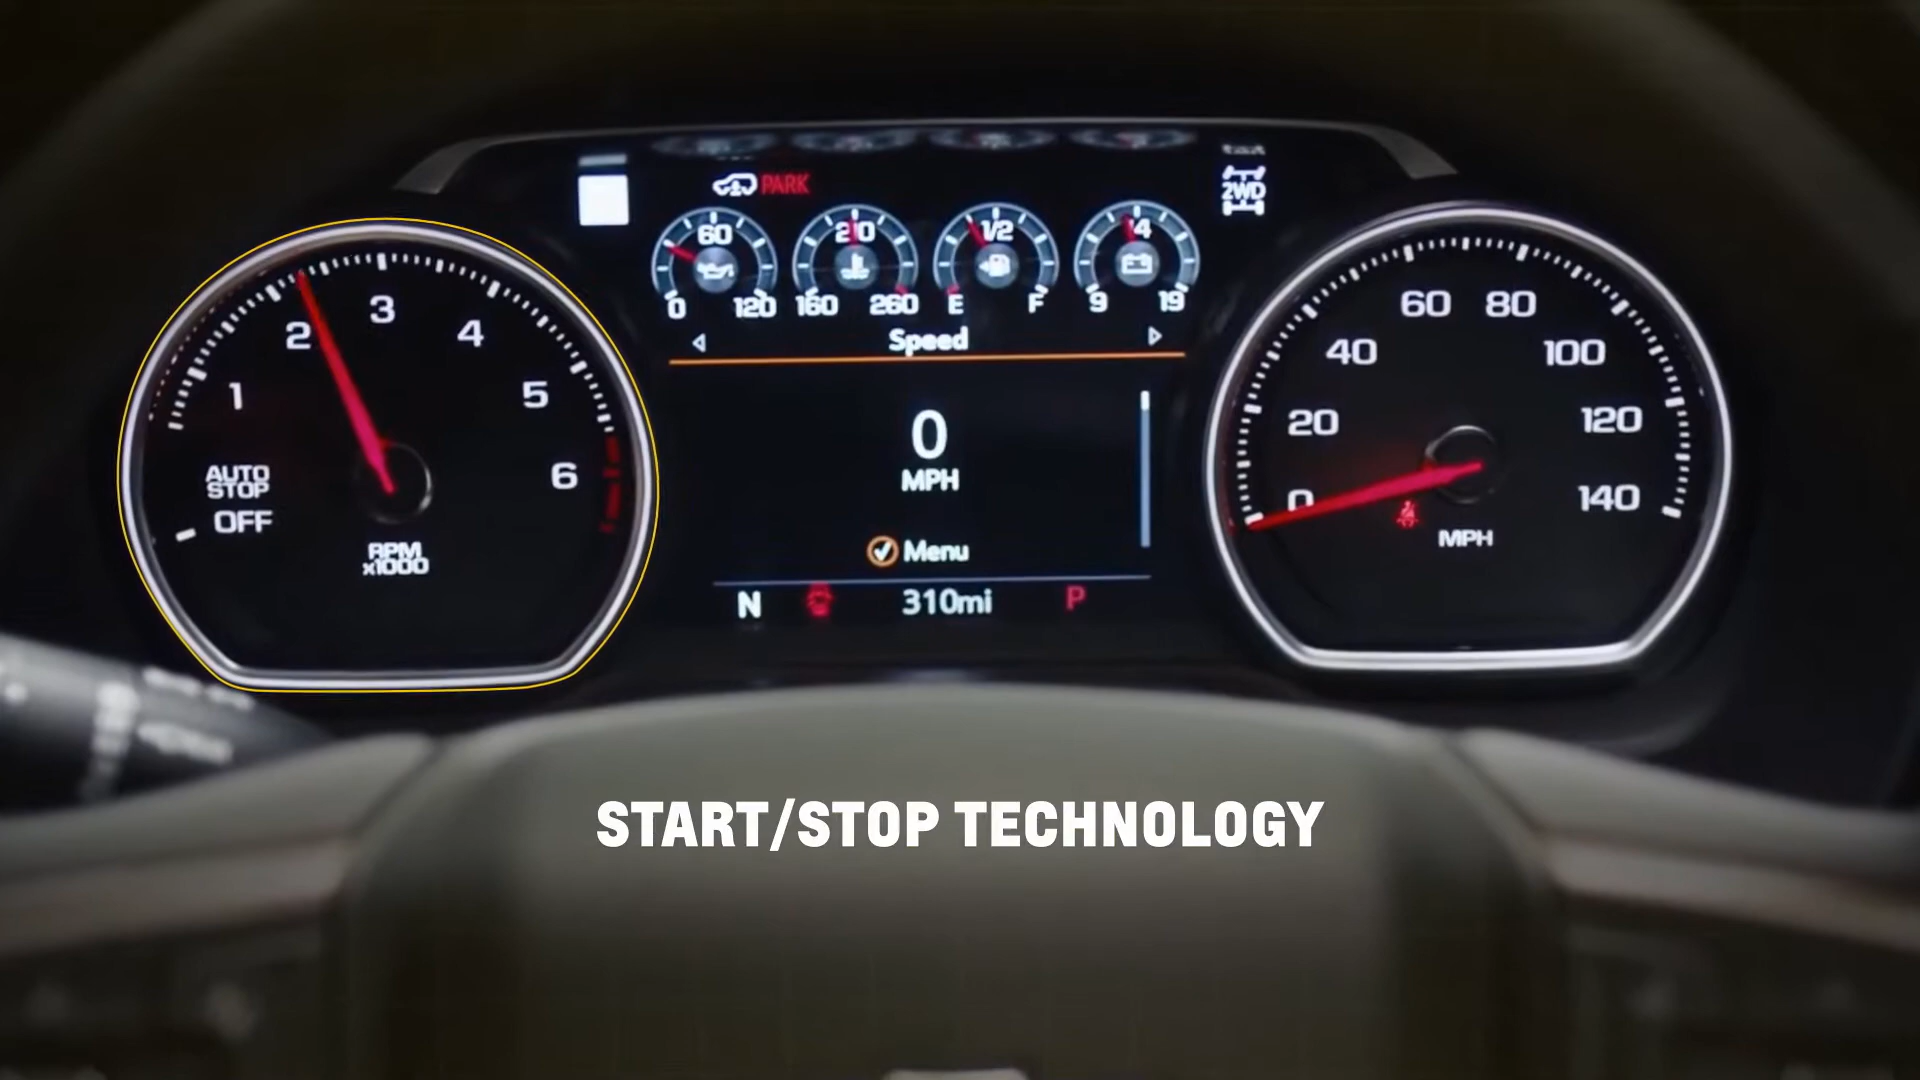 PARK
2WD
60
0 120
210
160 260
1/2
E F
14
9 19
Speed
0
MPH
Menu
N 310mi P
1
2
3
4
5
6
AUTO
STOP
OFF
RPM
x1000
0
20
40
60
80
100
120
140
MPH
START/STOP TECHNOLOGY